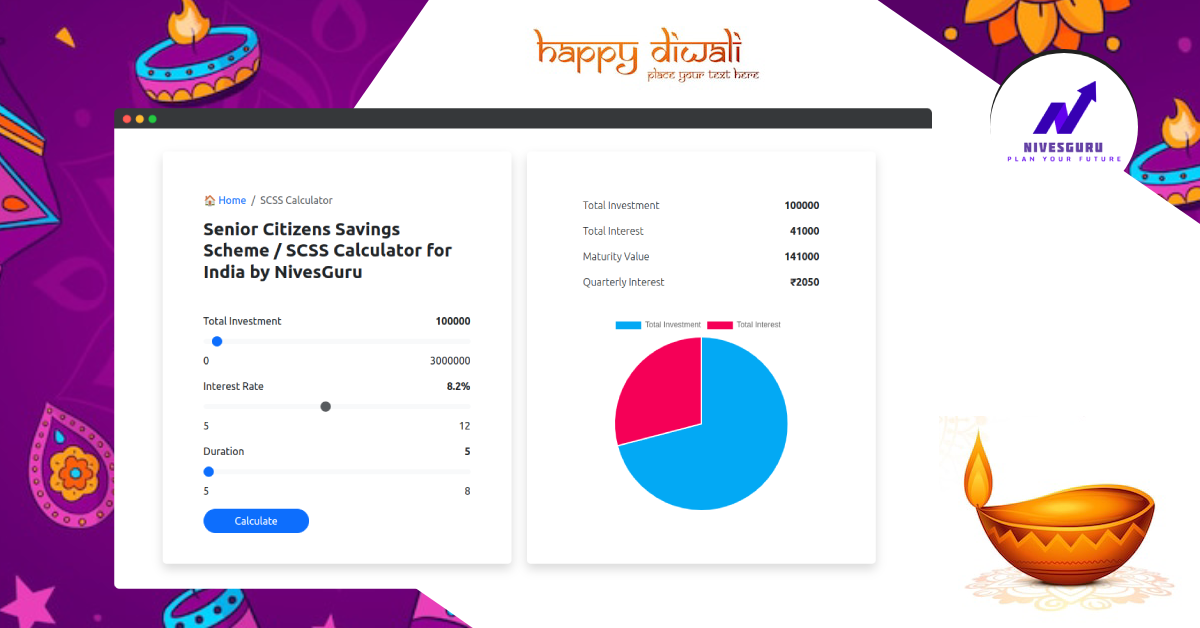 happy diwali
place your text here
NIVESGURU
PLAN YOUR FUTURE
Home / SCSS Calculator
Senior Citizens Savings
Scheme / SCSS Calculator for
India by NivesGuru
Total Investment 100000
0 3000000
Interest Rate 8.2%
5 12
Duration 5
5 8
Calculate
Total Investment 100000
Total Interest 41000
Maturity Value 141000
Quarterly Interest ₹2050
Total Investment Total Interest